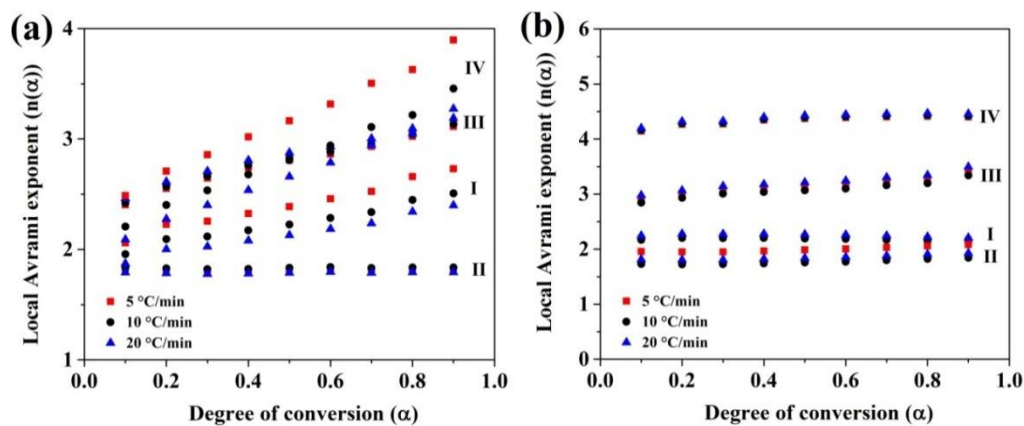 (a)
Local Avrami exponent (n(α))
4
3
2
1
IV
III
I
II
5 °C/min
10 °C/min
20 °C/min
0.0 0.2 0.4 0.6 0.8 1.0
Degree of conversion (α)
(b)
Local Avrami exponent (n(α))
6
5
4
3
2
1
0
IV
III
I
II
5 °C/min
10 °C/min
20 °C/min
0.0 0.2 0.4 0.6 0.8 1.0
Degree of conversion (α)